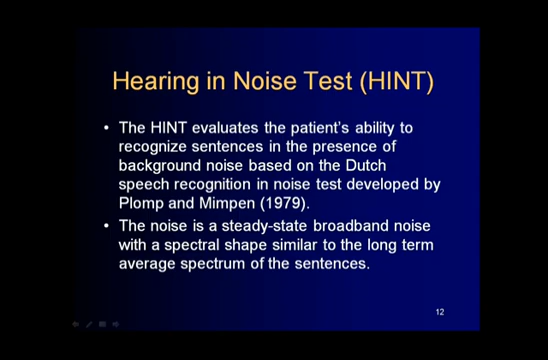 Hearing in Noise Test (HINT)
• The HINT evaluates the patient's ability to
recognize sentences in the presence of
background noise based on the Dutch
speech recognition in noise test developed by
Plomp and Mimpen (1979).
• The noise is a steady-state broadband noise
with a spectral shape similar to the long term
average spectrum of the sentences.
12